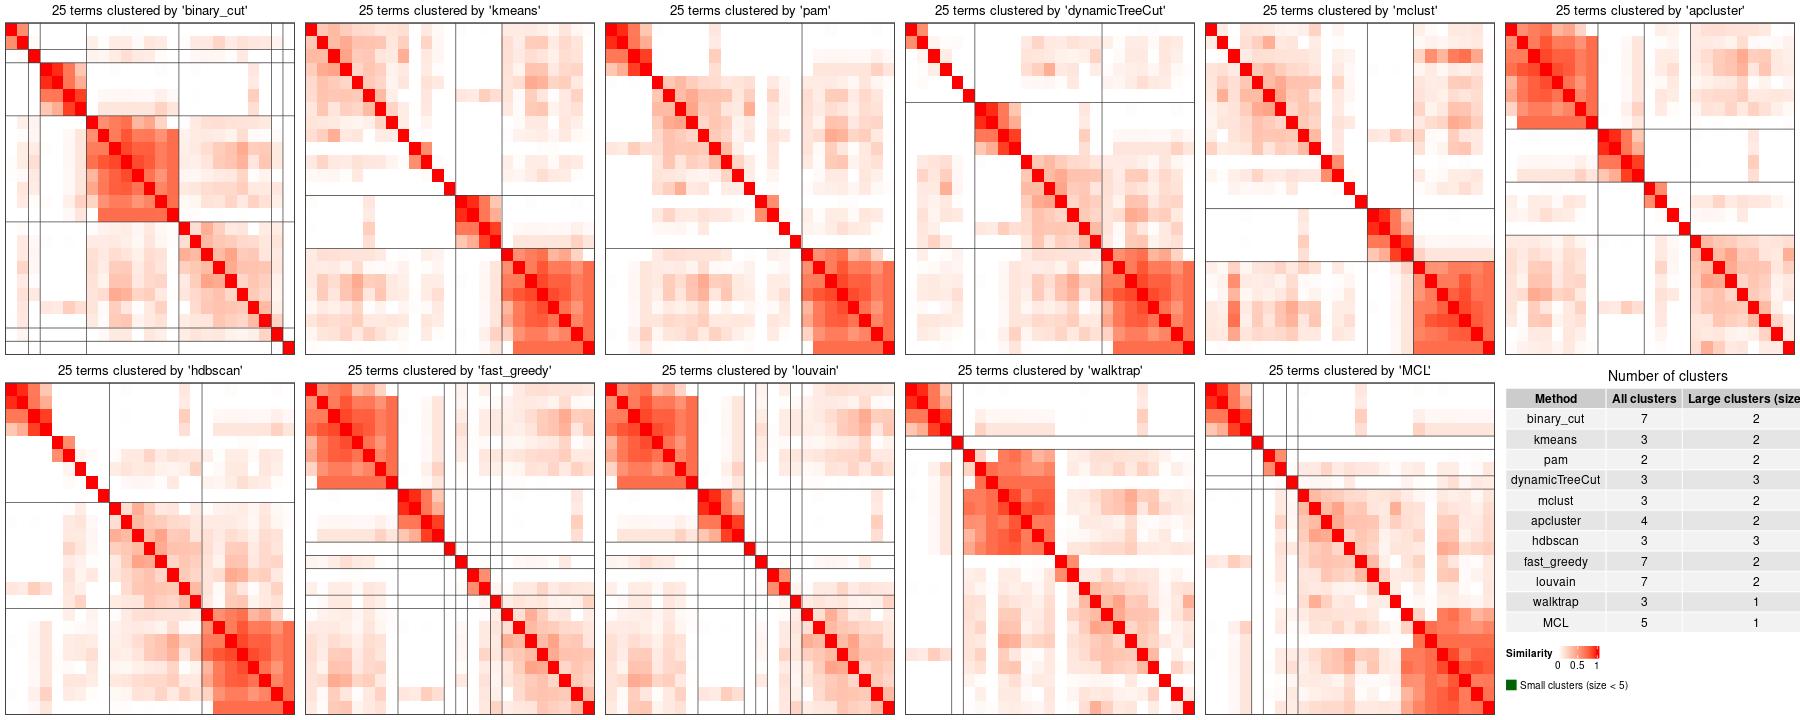 25 terms clustered by 'binary_cut'
25 terms clustered by 'kmeans'
25 terms clustered by 'pam'
25 terms clustered by 'dynamicTreeCut'
25 terms clustered by 'mclust'
25 terms clustered by 'apcluster'
25 terms clustered by 'hdbscan'
25 terms clustered by 'fast_greedy'
25 terms clustered by 'louvain'
25 terms clustered by 'walktrap'
25 terms clustered by 'MCL'
Number of clusters
Method All clusters Large clusters (size
binary_cut 7 2
kmeans 3 2
pam 2 2
dynamicTreeCut 3 3
mclust 3 2
apcluster 4 2
hdbscan 3 3
fast_greedy 7 2
louvain 7 2
walktrap 3 1
MCL 5 1
Similarity
0 0.5 1
Small clusters (size < 5)